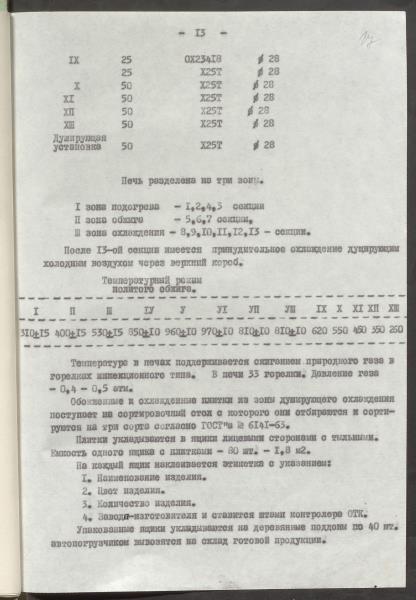 - 13 -
IX 25 ОХ23418 ∅ 28
25 Х25Т ∅ 28
X 50 Х25Т ∅ 28
XI 50 Х25Т ∅ 28
XII 50 Х25Т ∅ 28
XIII 50 Х25Т ∅ 28
Дующирующая
установка 50 Х25Т ∅ 28
Печь разделена на три зоны.
I зона подогрева - 1,2,4,3 секции
II зона обжига - 5,6,7 секции,
III зона охлаждения - 8,9,10,11,12,13 - секции.
После 13-ой секции имеется принудительное охлаждение дуцирующим
холодным воздухом через верхний короб.
Температурный режим
политого обжига.
I II III IУ У УI УII УIII IX X XI XII XIII
310±15 400±15 530±15 850±10 960±10 970±10 810±10 810±10 620 550 450 350 250
Температура в печах поддерживается сжиганием природного газа в
горелках инжекционного типа. В печи 33 горелки. Давление газа
- 0,4 - 0,5 атм.
Обожженные и охлажденные плитки из зоны дующирующего охлаждения
поступает на сортировочный стол с которого они отбираются и сорти-
руются на три сорта согласно ГОСТ"а № 6141-63.
Плитки укладываются в ящики лицевыми сторонами с тыльными.
Емкость одного ящика с плитками - 80 шт. - 1,8 м2.
На каждый ящик наклеивается этикетка с указанием:
1. Наименование изделия.
2. Цвет изделия.
3. Количество изделия.
4. Завода-изготовителя и ставится штамп контролера ОТК.
Упакованные ящики укладываются на деревянные поддоны по 40 шт.
автопогрузчиком вывозятся на склад готовой продукции.